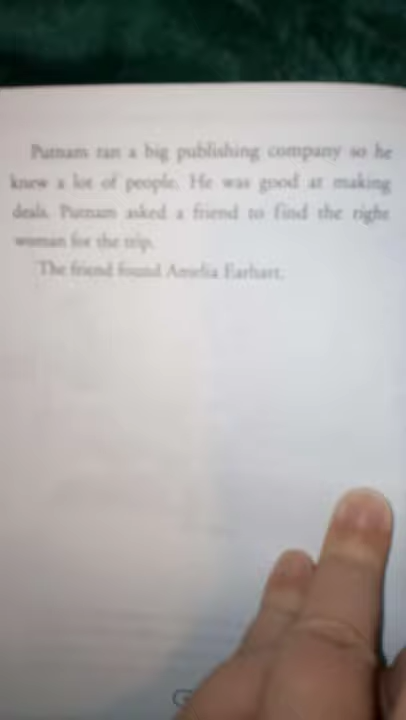 Putnam ran a big publishing company so he
knew a lot of people. He was good at making
deals. Putnam asked a friend to find the right
woman for the trip.
The friend found Amelia Earhart.